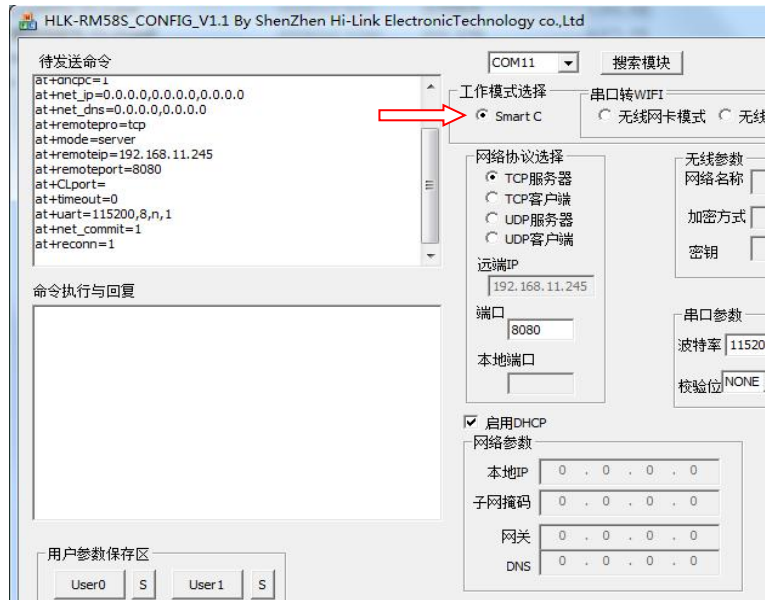 HLK-RM58S_CONFIG_V1.1 By ShenZhen Hi-Link ElectronicTechnology co.,Ltd
待发送命令
at+dhcpc=1
at+net_ip=0.0.0.0,0.0.0.0,0.0.0.0
at+net_dns=0.0.0.0,0.0.0.0
at+remotepro=tcp
at+mode=server
at+remoteip=192.168.11.245
at+remoteport=8080
at+CLport=
at+timeout=0
at+uart=115200,8,n,1
at+net_commit=1
at+reconn=1
命令执行与回复
用户参数保存区
User0 S User1 S
COM11 搜索模块
工作模式选择
Smart C
串口转WIFI
无线网卡模式 无线
网络协议选择
TCP服务器
TCP客户端
UDP服务器
UDP客户端
远端IP
192.168.11.245
端口
8080
本地端口
无线参数
网络名称
加密方式
密钥
串口参数
波特率 11520
校验位 NONE
启用DHCP
网络参数
本地IP 0 . 0 . 0 . 0
子网掩码 0 . 0 . 0 . 0
网关 0 . 0 . 0 . 0
DNS 0 . 0 . 0 . 0